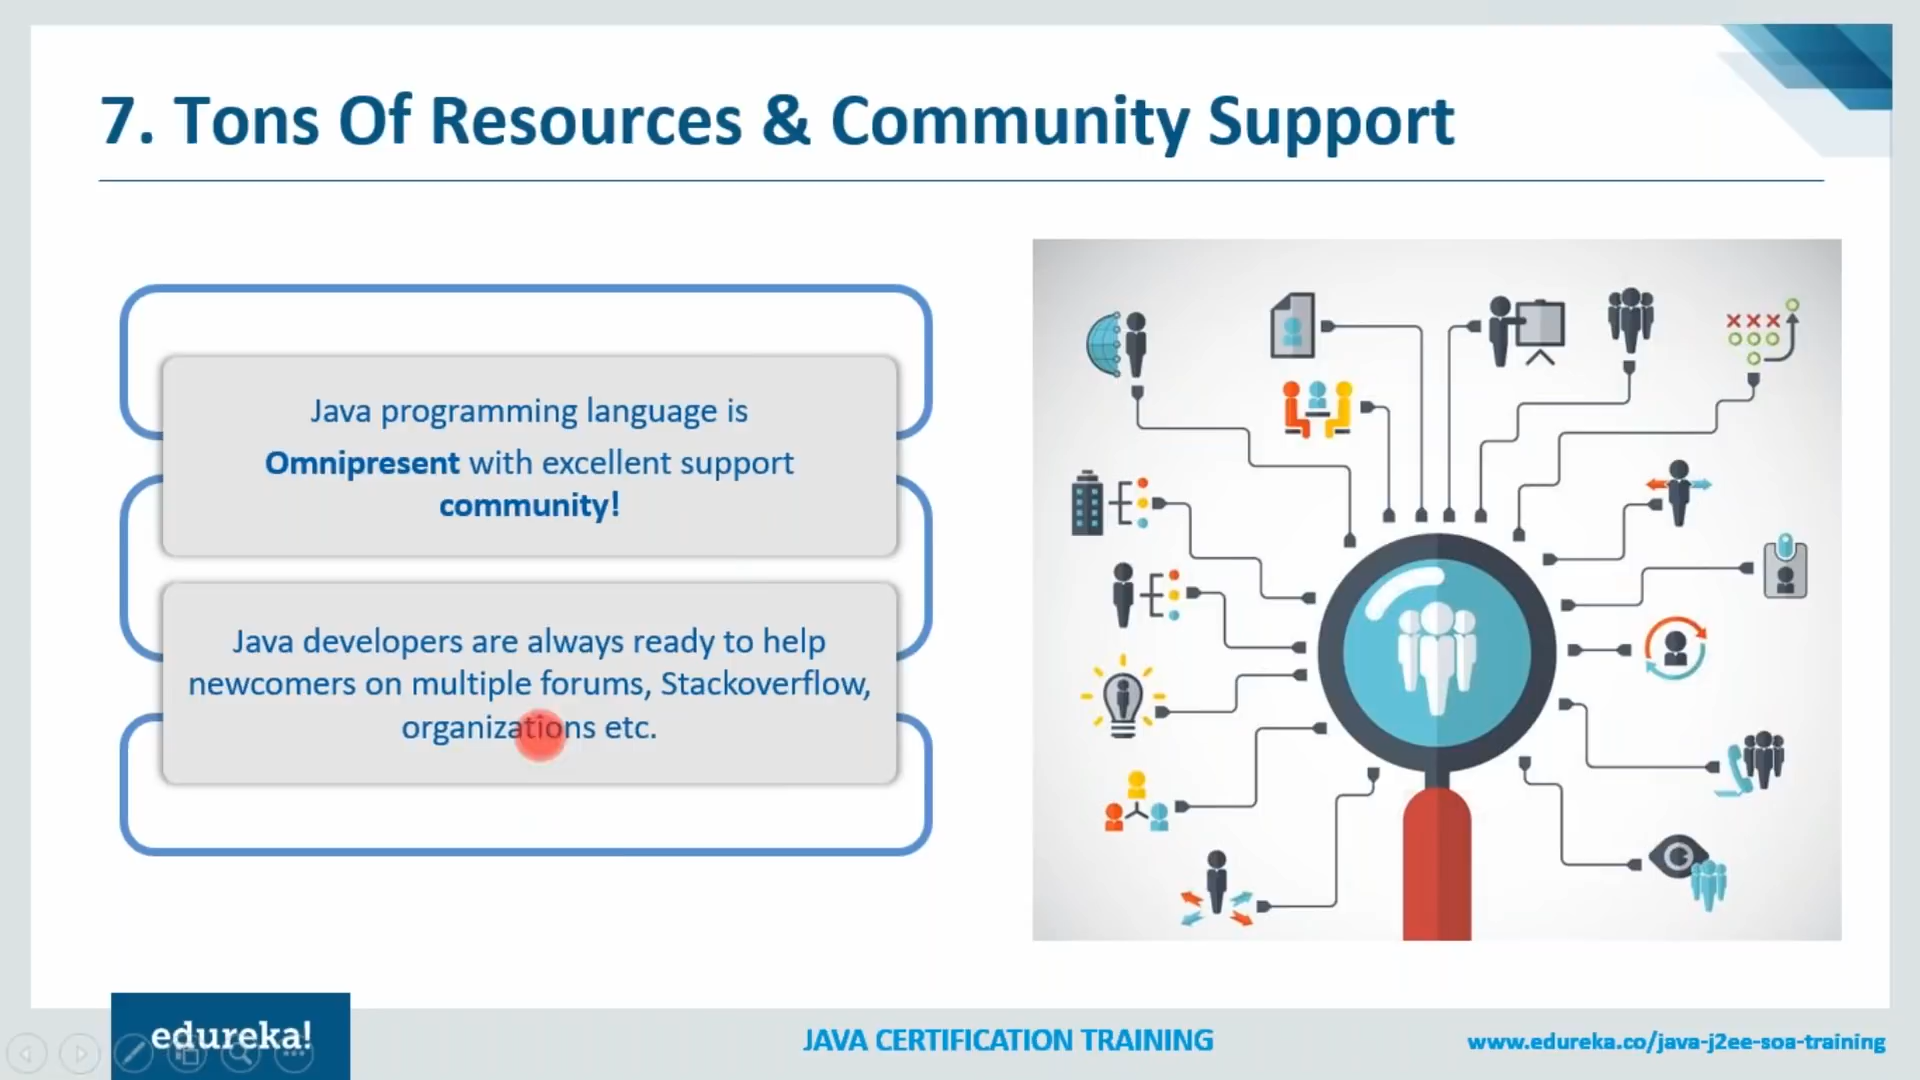 7. Tons Of Resources & Community Support
Java programming language is
Omnipresent with excellent support
community!
Java developers are always ready to help
newcomers on multiple forums, Stackoverflow,
organizations etc.
edureka!
JAVA CERTIFICATION TRAINING
www.edureka.co/java-j2ee-soa-training